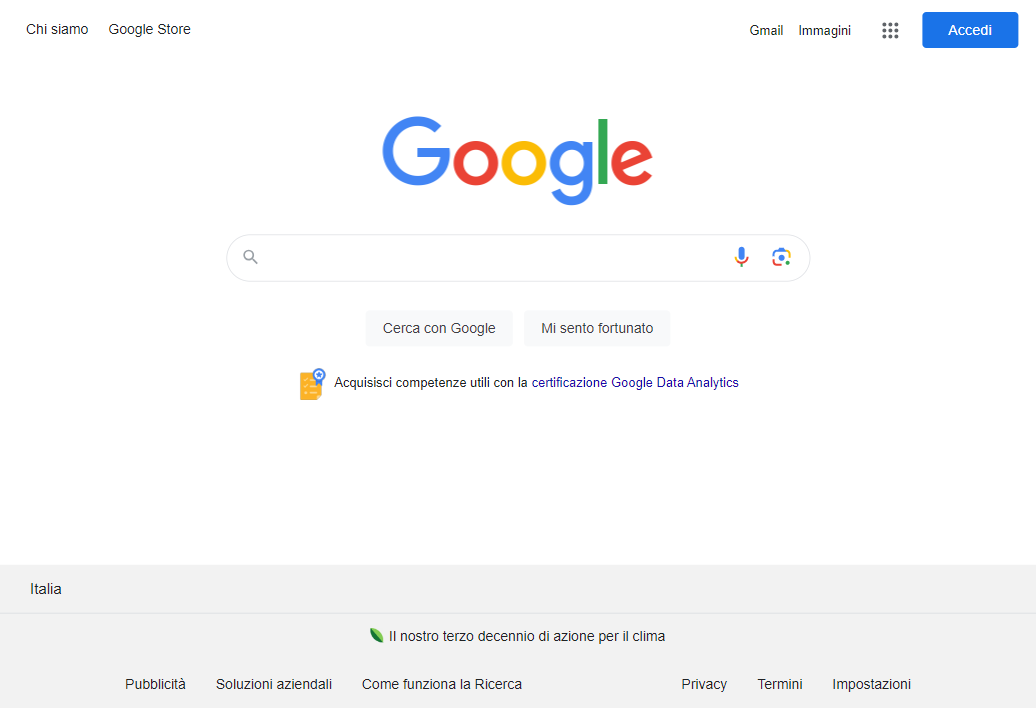 Chi siamo Google Store Gmail Immagini Accedi
Google
Cerca con Google Mi sento fortunato
Acquisisci competenze utili con la certificazione Google Data Analytics
Italia
Il nostro terzo decennio di azione per il clima
Pubblicità Soluzioni aziendali Come funziona la Ricerca Privacy Termini Impostazioni